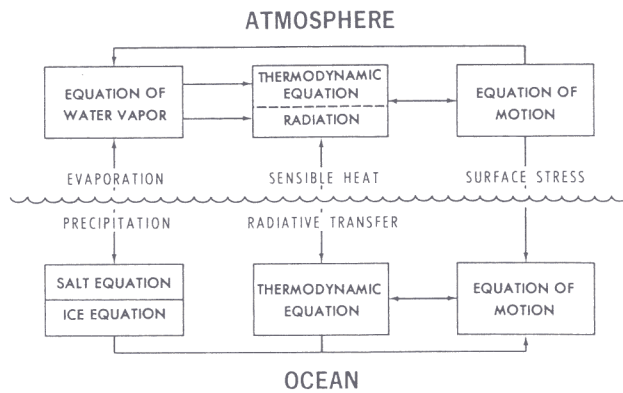 ATMOSPHERE
EQUATION OF
WATER VAPOR
THERMODYNAMIC
EQUATION
RADIATION
EQUATION OF
MOTION
EVAPORATION
SENSIBLE HEAT
SURFACE STRESS
PRECIPITATION
RADIATIVE TRANSFER
SALT EQUATION
ICE EQUATION
THERMODYNAMIC
EQUATION
EQUATION OF
MOTION
OCEAN